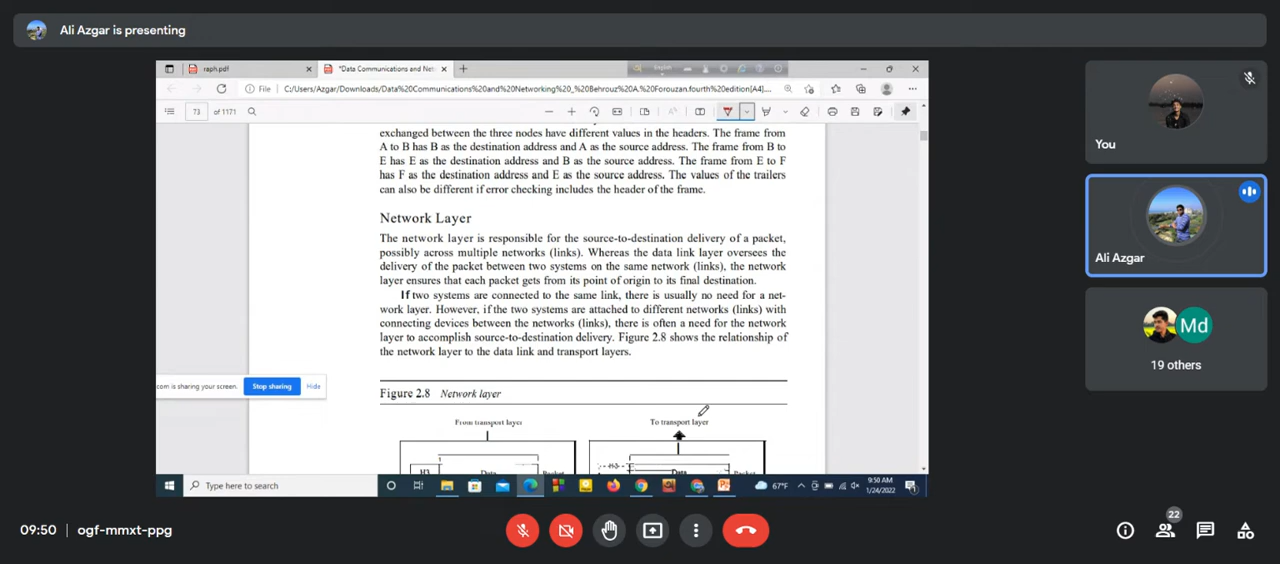 Ali Azgar is presenting
raph.pdf
*Data Communications and Net
English
File
C:/Users/Azgar/Downloads/Data%20Communications%20and%20Networking%20_%20Behrouz%20A.%20Forouzan.fourth%20edition[A4]....
73 of 1171
exchanged between the three nodes have different values in the headers. The frame from
A to B has B as the destination address and A as the source address. The frame from B to
E has E as the destination address and B as the source address. The frame from E to F
has F as the destination address and E as the source address. The values of the trailers
can also be different if error checking includes the header of the frame.
Network Layer
The network layer is responsible for the source-to-destination delivery of a packet,
possibly across multiple networks (links). Whereas the data link layer oversees the
delivery of the packet between two systems on the same network (links), the network
layer ensures that each packet gets from its point of origin to its final destination.
If two systems are connected to the same link, there is usually no need for a net-
work layer. However, if the two systems are attached to different networks (links) with
connecting devices between the networks (links), there is often a need for the network
layer to accomplish source-to-destination delivery. Figure 2.8 shows the relationship of
the network layer to the data link and transport layers.
com is sharing your screen.
Stop sharing
Hide
Figure 2.8 Network layer
From transport layer
To transport layer
H3
Data
Packet
H3
Data
Packet
Type here to search
67°F
9:50 AM
1/24/2022
You
Ali Azgar
Md
19 others
09:50 | ogf-mmxt-ppg
22